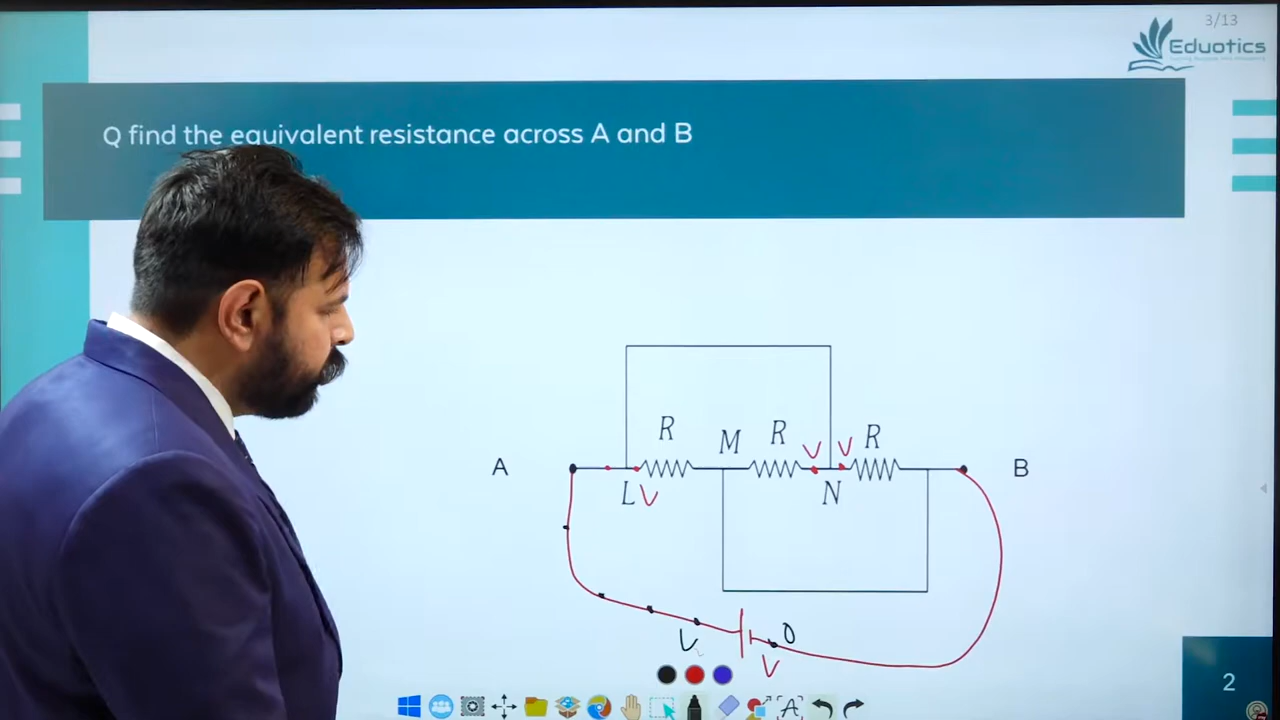 3/13
Eduotics
Q find the equivalent resistance across A and B
R
M
R
V
V
R
A
B
L
V
N
V
0
V
2